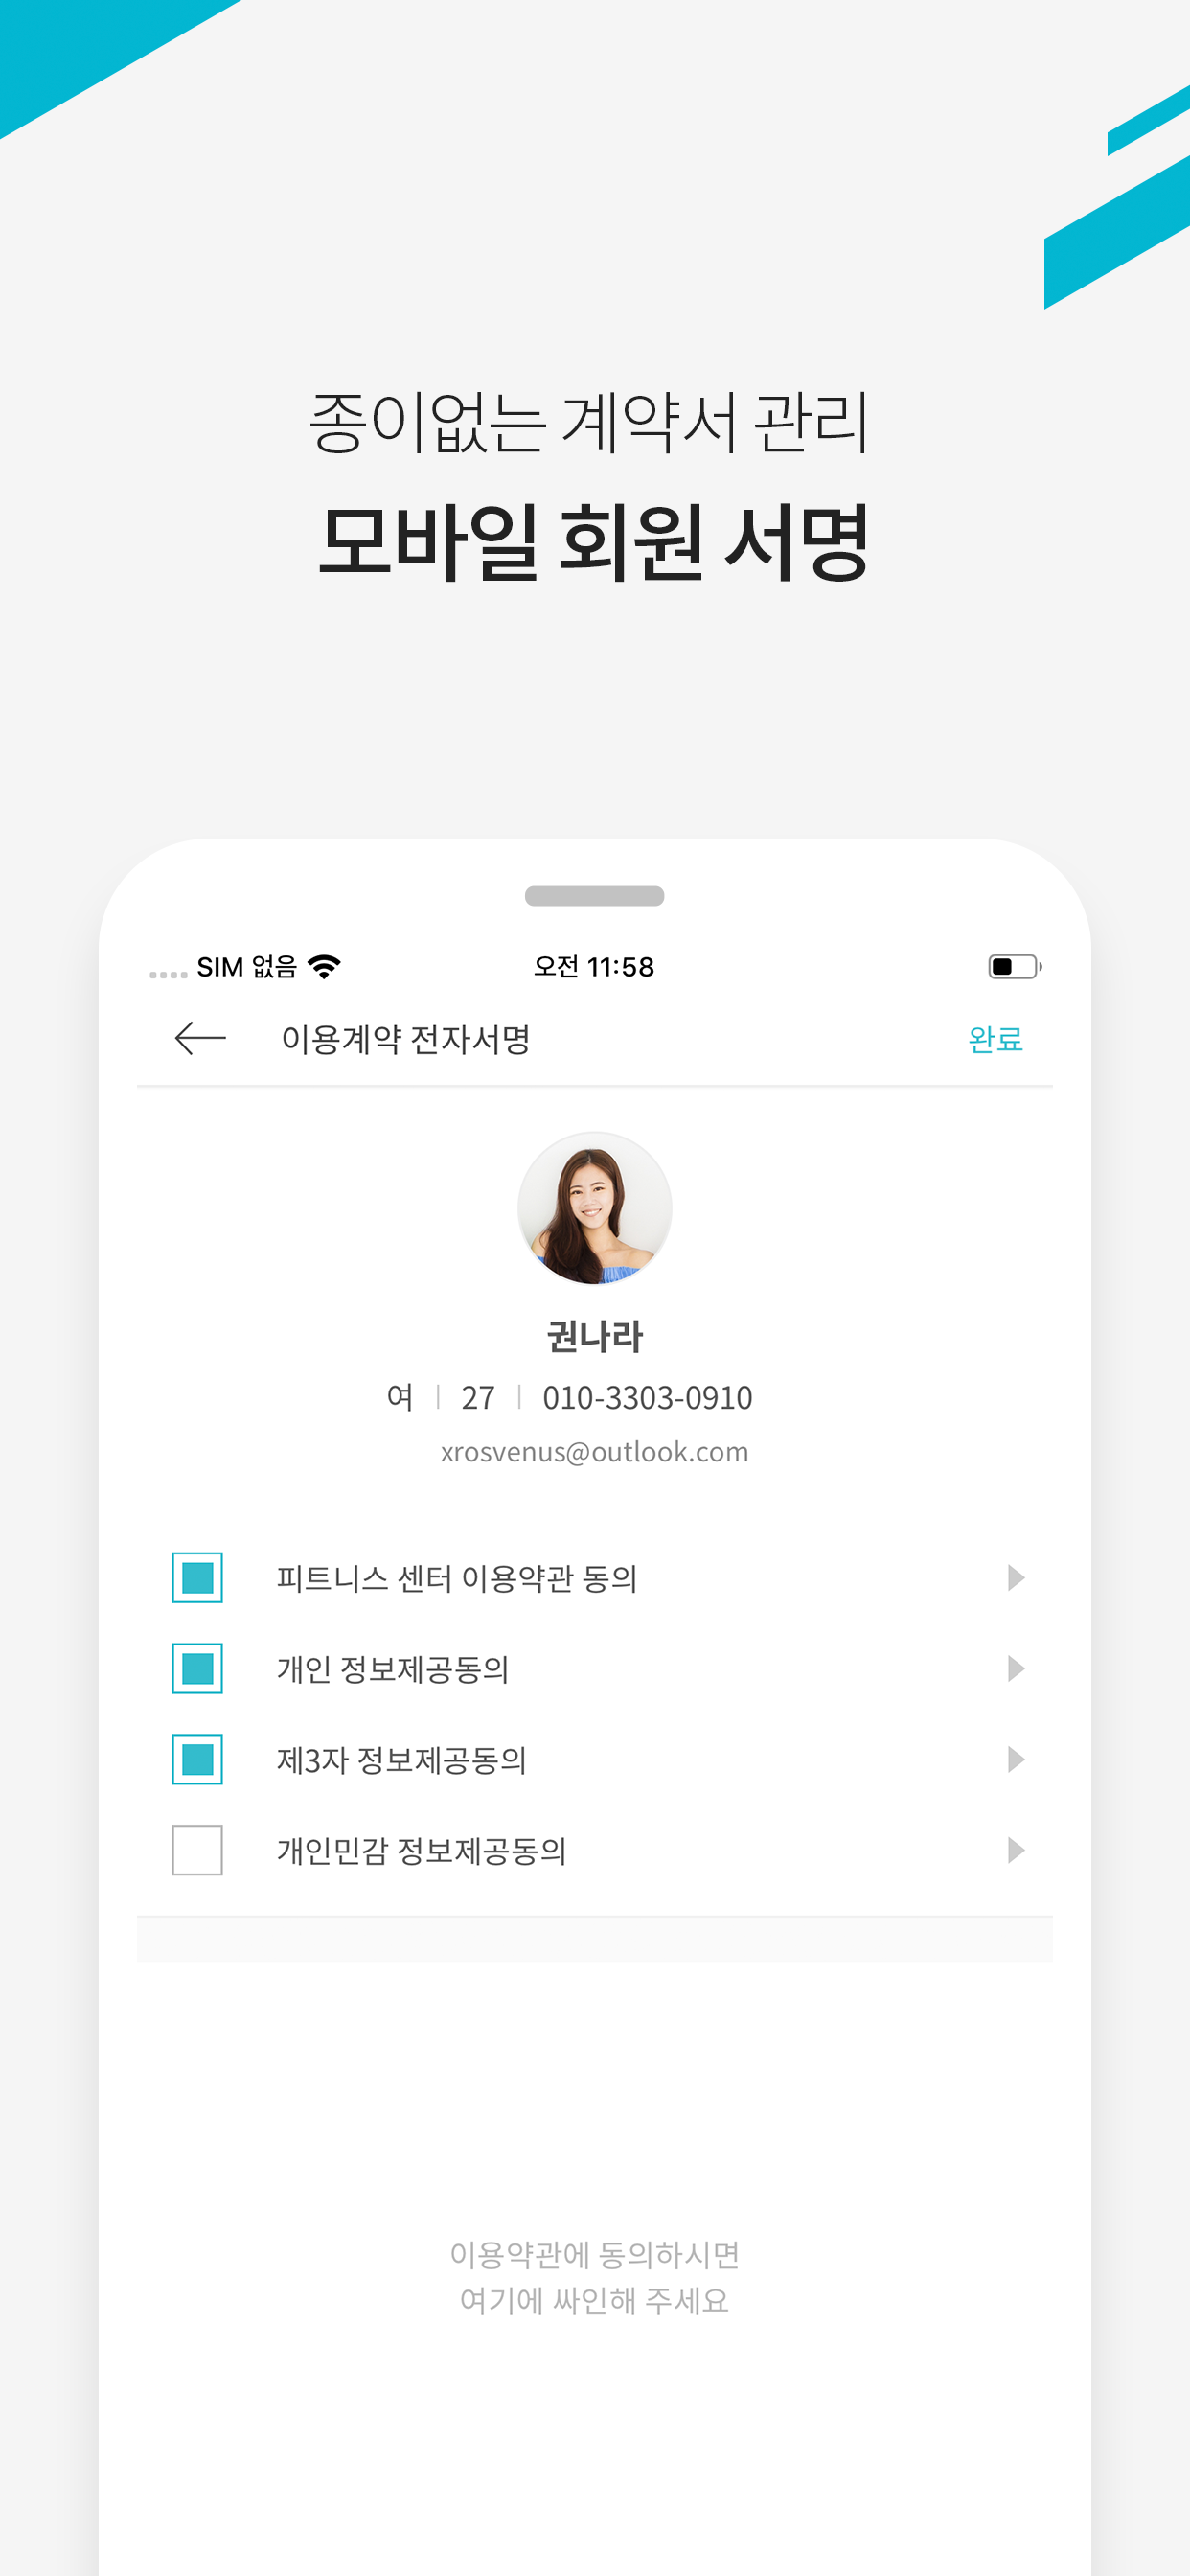 종이없는 계약서 관리
모바일 회원 서명
SIM 없음 오전 11:58
이용계약 전자서명 완료
권나라
여 | 27 | 010-3303-0910
xrosvenus@outlook.com
피트니스 센터 이용약관 동의
개인 정보제공동의
제3자 정보제공동의
개인민감 정보제공동의
이용약관에 동의하시면
여기에 싸인해 주세요